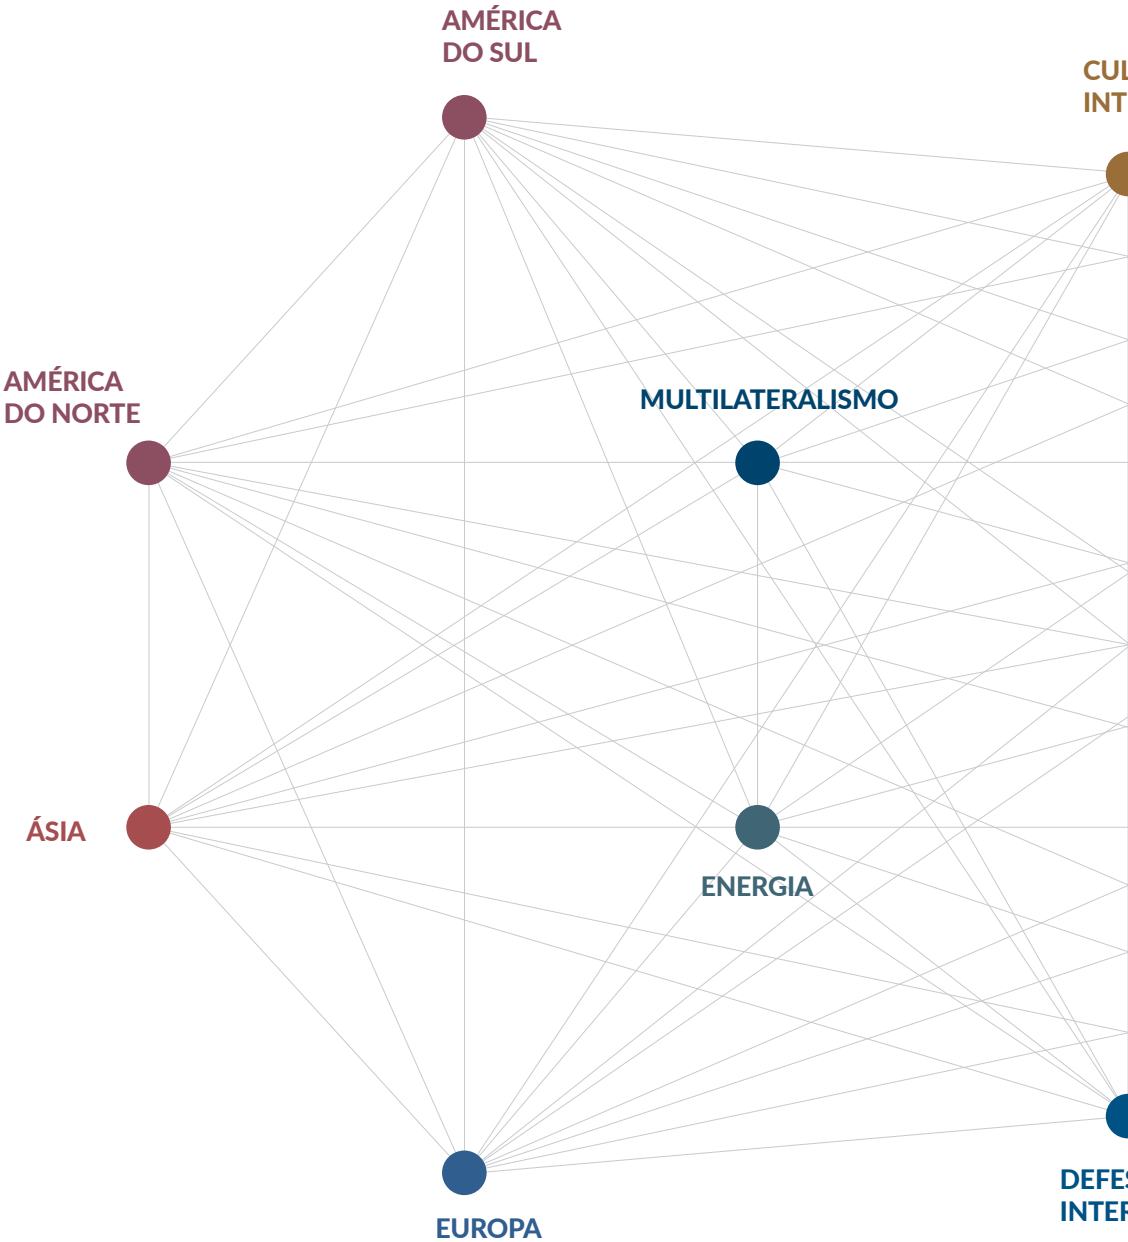 AMÉRICA
DO SUL
AMÉRICA
DO NORTE
MULTILATERALISMO
ÁSIA
ENERGIA
EUROPA